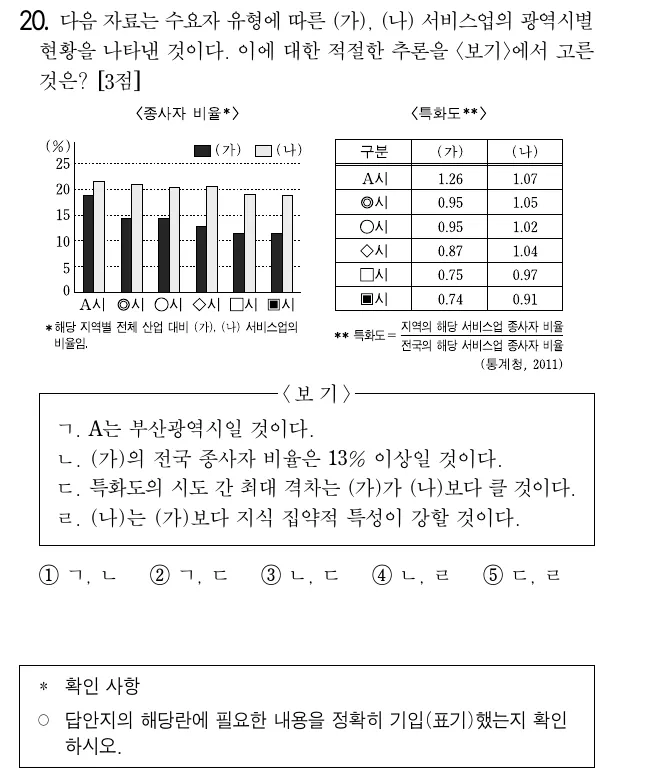 20. 다음 자료는 수요자 유형에 따른 (가), (나) 서비스업의 광역시별
현황을 나타낸 것이다. 이에 대한 적절한 추론을 <보기>에서 고른
것은? [3점]
<종사자 비율*>
(%)
■ (가) □ (나)
25
20
15
10
5
0
A시 ◎시 ○시 ◇시 □시 ▣시
* 해당 지역별 전체 산업 대비 (가), (나) 서비스업의
비율임.
<특화도**>
구분 (가) (나)
A시 1.26 1.07
◎시 0.95 1.05
○시 0.95 1.02
◇시 0.87 1.04
□시 0.75 0.97
▣시 0.74 0.91
** 특화도 = 지역의 해당 서비스업 종사자 비율
전국의 해당 서비스업 종사자 비율
(통계청, 2011)
<보 기>
ㄱ. A는 부산광역시일 것이다.
ㄴ. (가)의 전국 종사자 비율은 13% 이상일 것이다.
ㄷ. 특화도의 시도 간 최대 격차는 (가)가 (나)보다 클 것이다.
ㄹ. (나)는 (가)보다 지식 집약적 특성이 강할 것이다.
① ㄱ, ㄴ ② ㄱ, ㄷ ③ ㄴ, ㄷ ④ ㄴ, ㄹ ⑤ ㄷ, ㄹ
* 확인 사항
○ 답안지의 해당란에 필요한 내용을 정확히 기입(표기)했는지 확인
하시오.